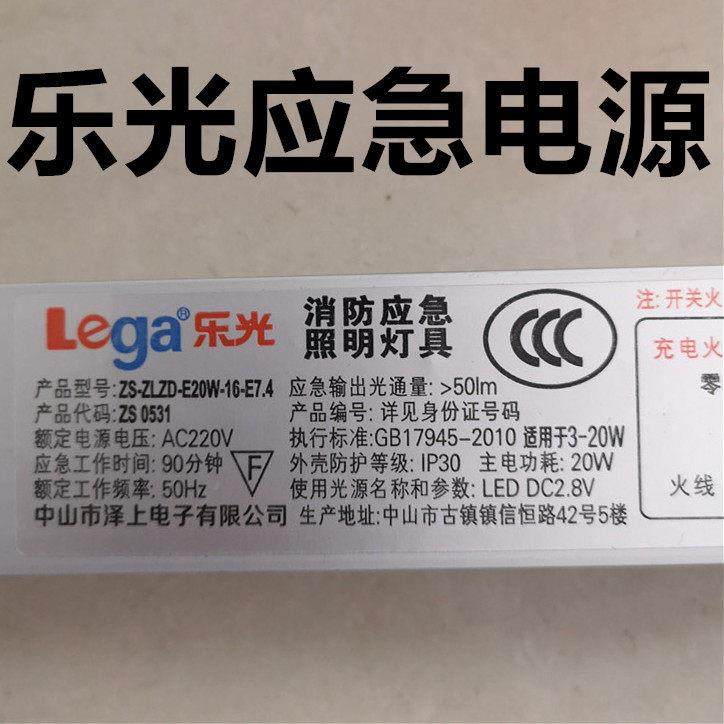 乐光应急电源
Lega®乐光
消防应急
照明灯具
CCC
注: 开关火
产品型号: ZS-ZLZD-E20W-16-E7.4
应急输出光通量: >50lm
充电火
产品代码: ZS 0531
产品编号: 详见身份证号码
零
额定电源电压: AC220V
执行标准:GB17945-2010 适用于3-20W
应急工作时间: 90分钟
F
外壳防护等级: IP30 主电功耗: 20W
额定工作频率: 50Hz
使用光源名称和参数: LED DC2.8V
火线
中山市泽上电子有限公司
生产地址: 中山市古镇镇信恒路42号5楼